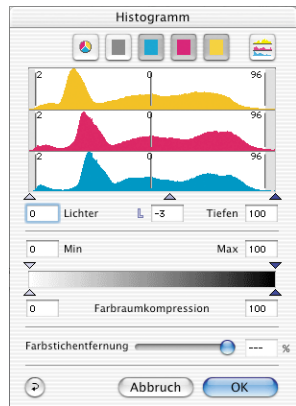 Histogramm
2 0 96
2 0 96
2 0 96
0 Lichter L -3 Tiefen 100
0 Min Max 100
0 Farbraumkompression 100
Farbstichentfernung --- %
Abbruch OK